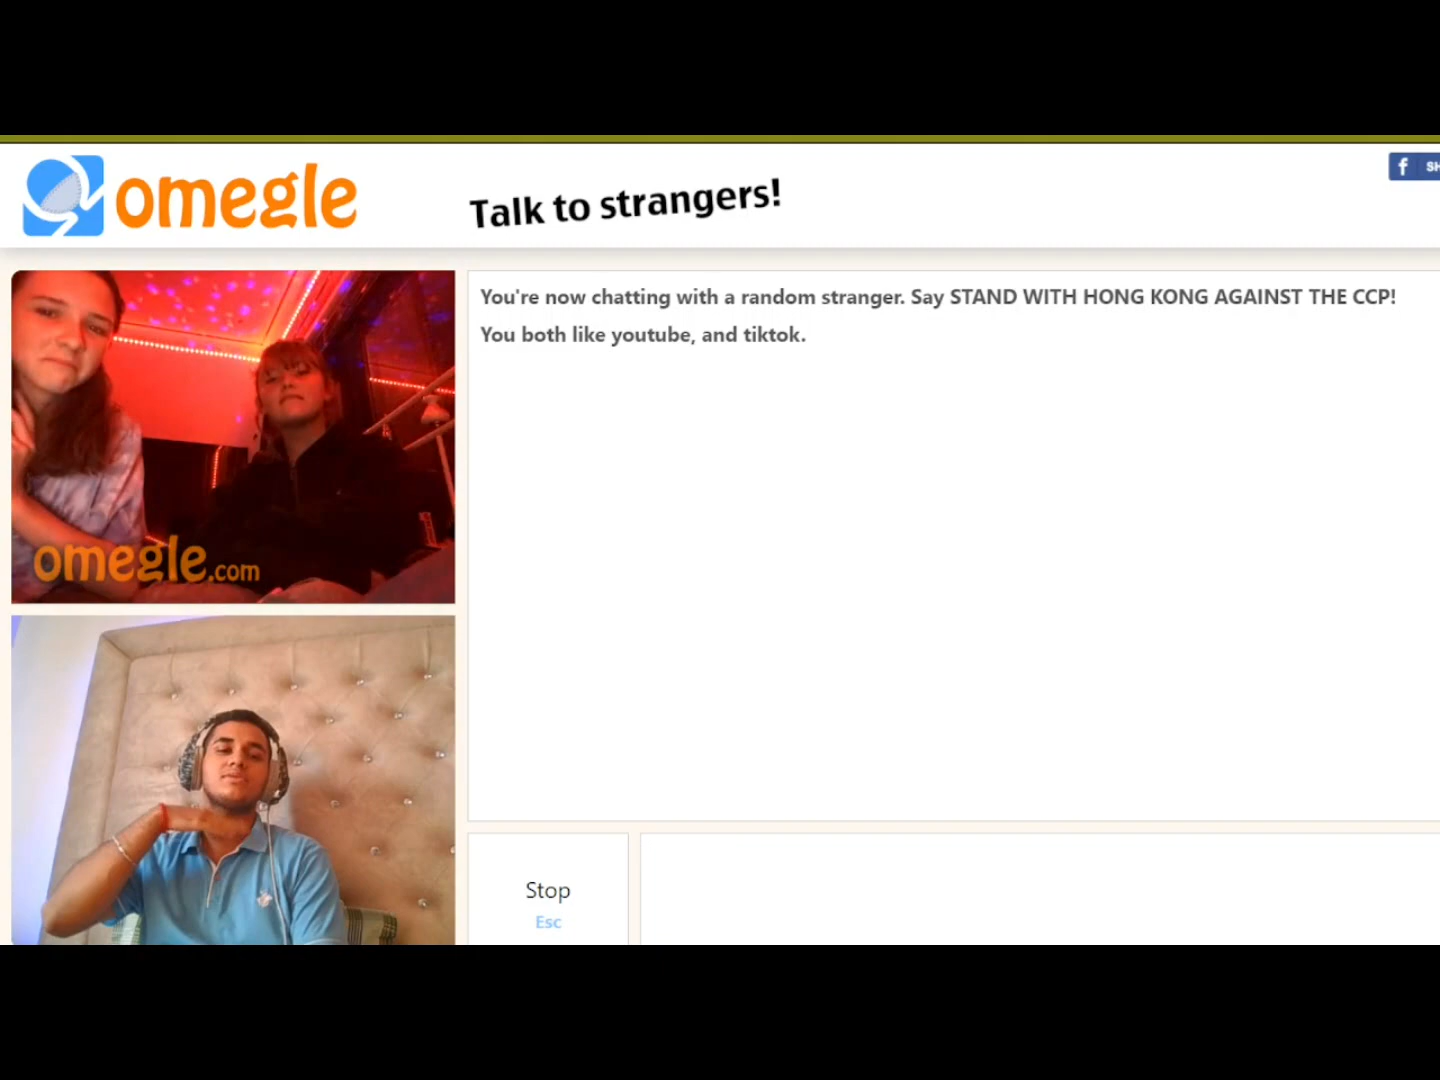 omegle
Talk to strangers!
f
You're now chatting with a random stranger. Say STAND WITH HONG KONG AGAINST THE CCP!
You both like youtube, and tiktok.
omegle.com
Stop
Esc